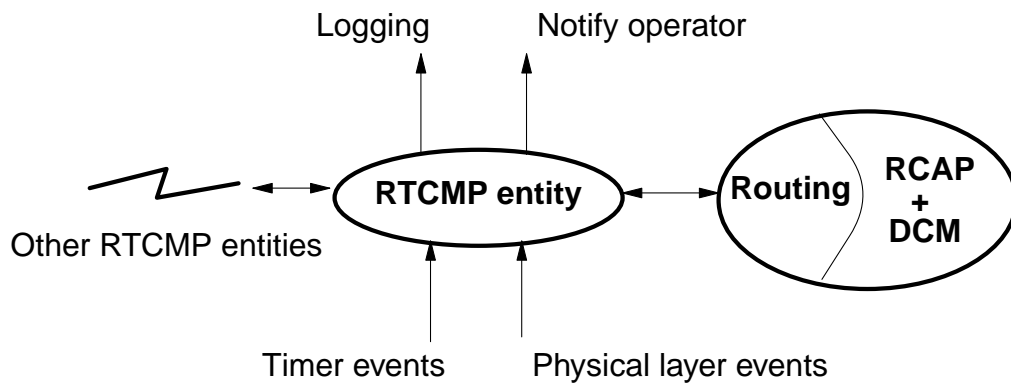 Logging
Notify operator
RTCMP entity
Routing
RCAP
+
DCM
Other RTCMP entities
Timer events
Physical layer events